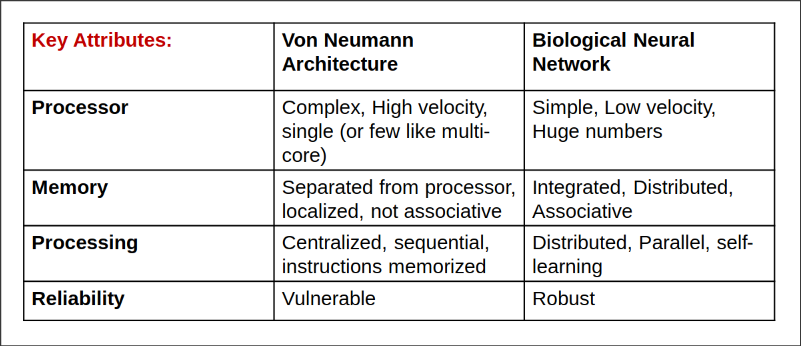 Key Attributes:
Von Neumann
Architecture
Biological Neural
Network
Processor
Complex, High velocity,
single (or few like multi-
core)
Simple, Low velocity,
Huge numbers
Memory
Separated from processor,
localized, not associative
Integrated, Distributed,
Associative
Processing
Centralized, sequential,
instructions memorized
Distributed, Parallel, self-
learning
Reliability
Vulnerable
Robust